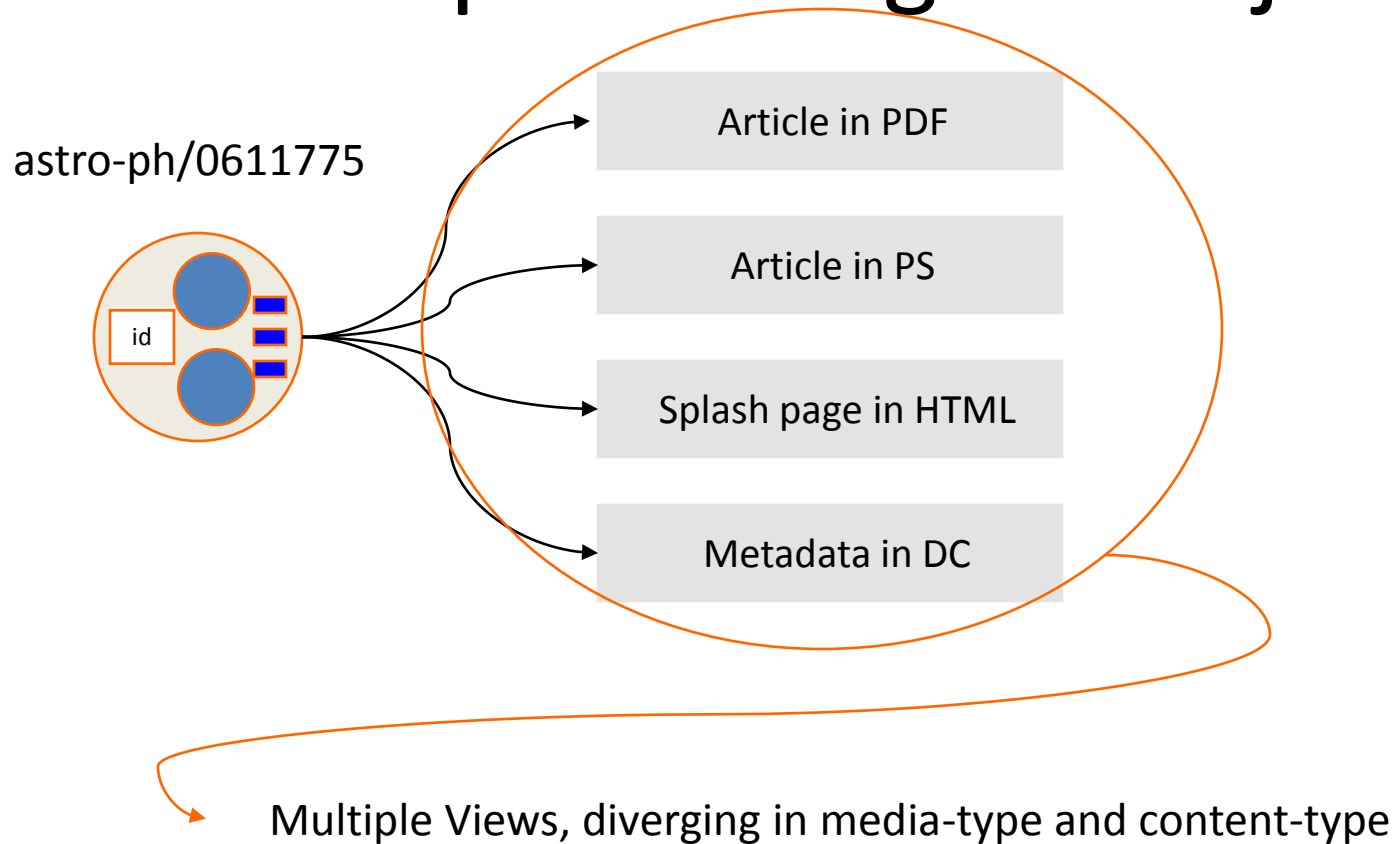 astro-ph/0611775
id
Article in PDF
Article in PS
Splash page in HTML
Metadata in DC
Multiple Views, diverging in media-type and content-type